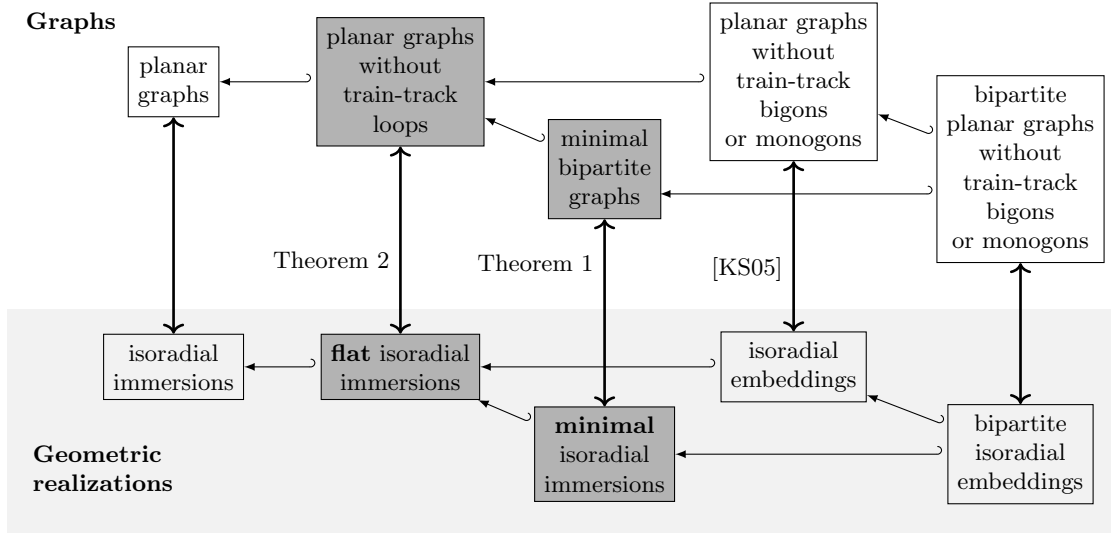 Graphs
planar
graphs
planar graphs
without
train-track
loops
minimal
bipartite
graphs
planar graphs
without
train-track
bigons
or monogons
bipartite
planar graphs
without
train-track
bigons
or monogons
Theorem 2
Theorem 1
[KS05]
isoradial
immersions
flat isoradial
immersions
minimal
isoradial
immersions
isoradial
embeddings
bipartite
isoradial
embeddings
Geometric
realizations